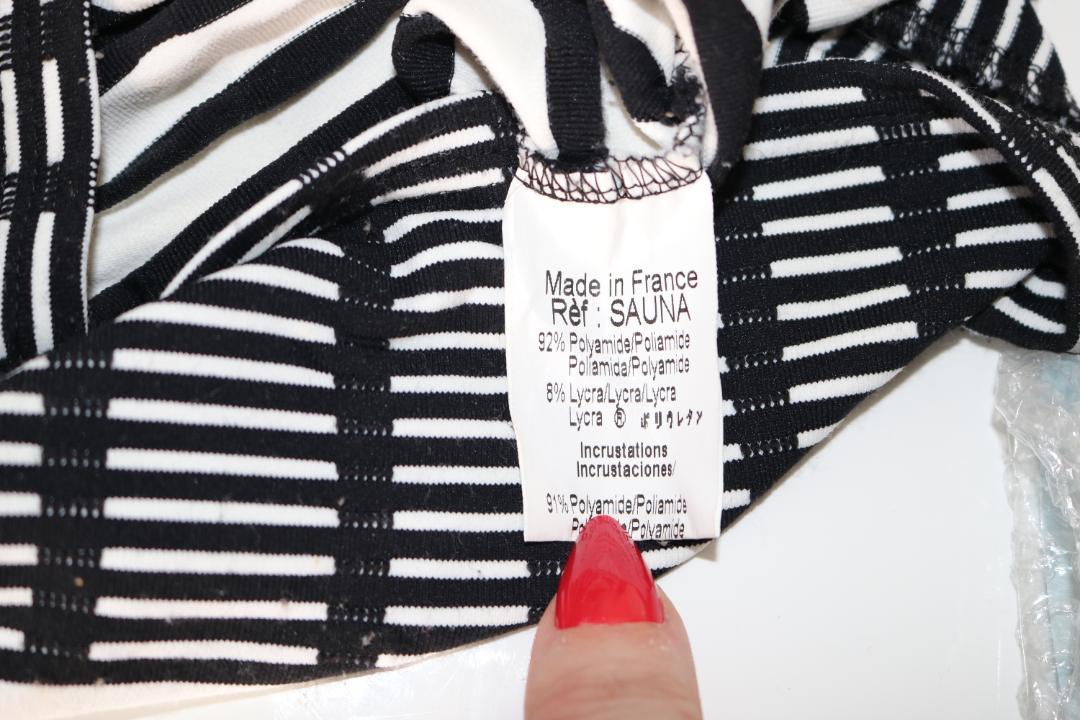 Made in France
Rèf : SAUNA
92% Polyamide/Poliamide
Poliamida/Polyamide
8% Lycra/Lycra/Lycra
Lycra ® ポリウレタン
Incrustations
Incrustaciones/
91% Polyamide/Poliamide
/Polyamide